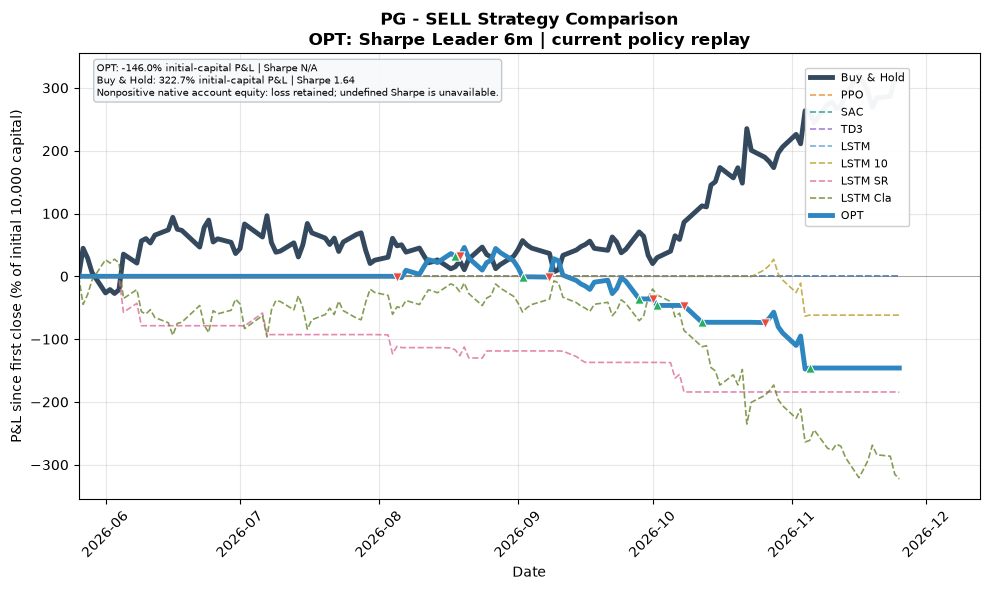 PG - SELL Strategy Comparison
OPT: Sharpe Leader 6m | current policy replay
OPT: -146.0% initial-capital P&L | Sharpe N/A
Buy & Hold: 322.7% initial-capital P&L | Sharpe 1.64
Nonpositive native account equity: loss retained; undefined Sharpe is unavailable.
Buy & Hold
PPO
SAC
TD3
LSTM
LSTM 10
LSTM SR
LSTM Cla
OPT
P&L since first close (% of initial 10,000 capital)
300
200
100
0
−100
−200
−300
2026-06
2026-07
2026-08
2026-09
2026-10
2026-11
2026-12
Date